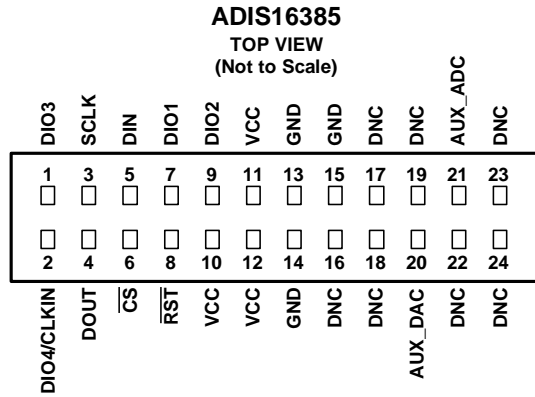 ADIS16385
TOP VIEW
(Not to Scale)
DIO3 SCLK DIN DIO1 DIO2 VCC GND GND DNC DNC AUX_ADC DNC
1 3 5 7 9 11 13 15 17 19 21 23
2 4 6 8 10 12 14 16 18 20 22 24
DIO4/CLKIN DOUT CS RST VCC VCC GND DNC DNC AUX_DAC DNC DNC